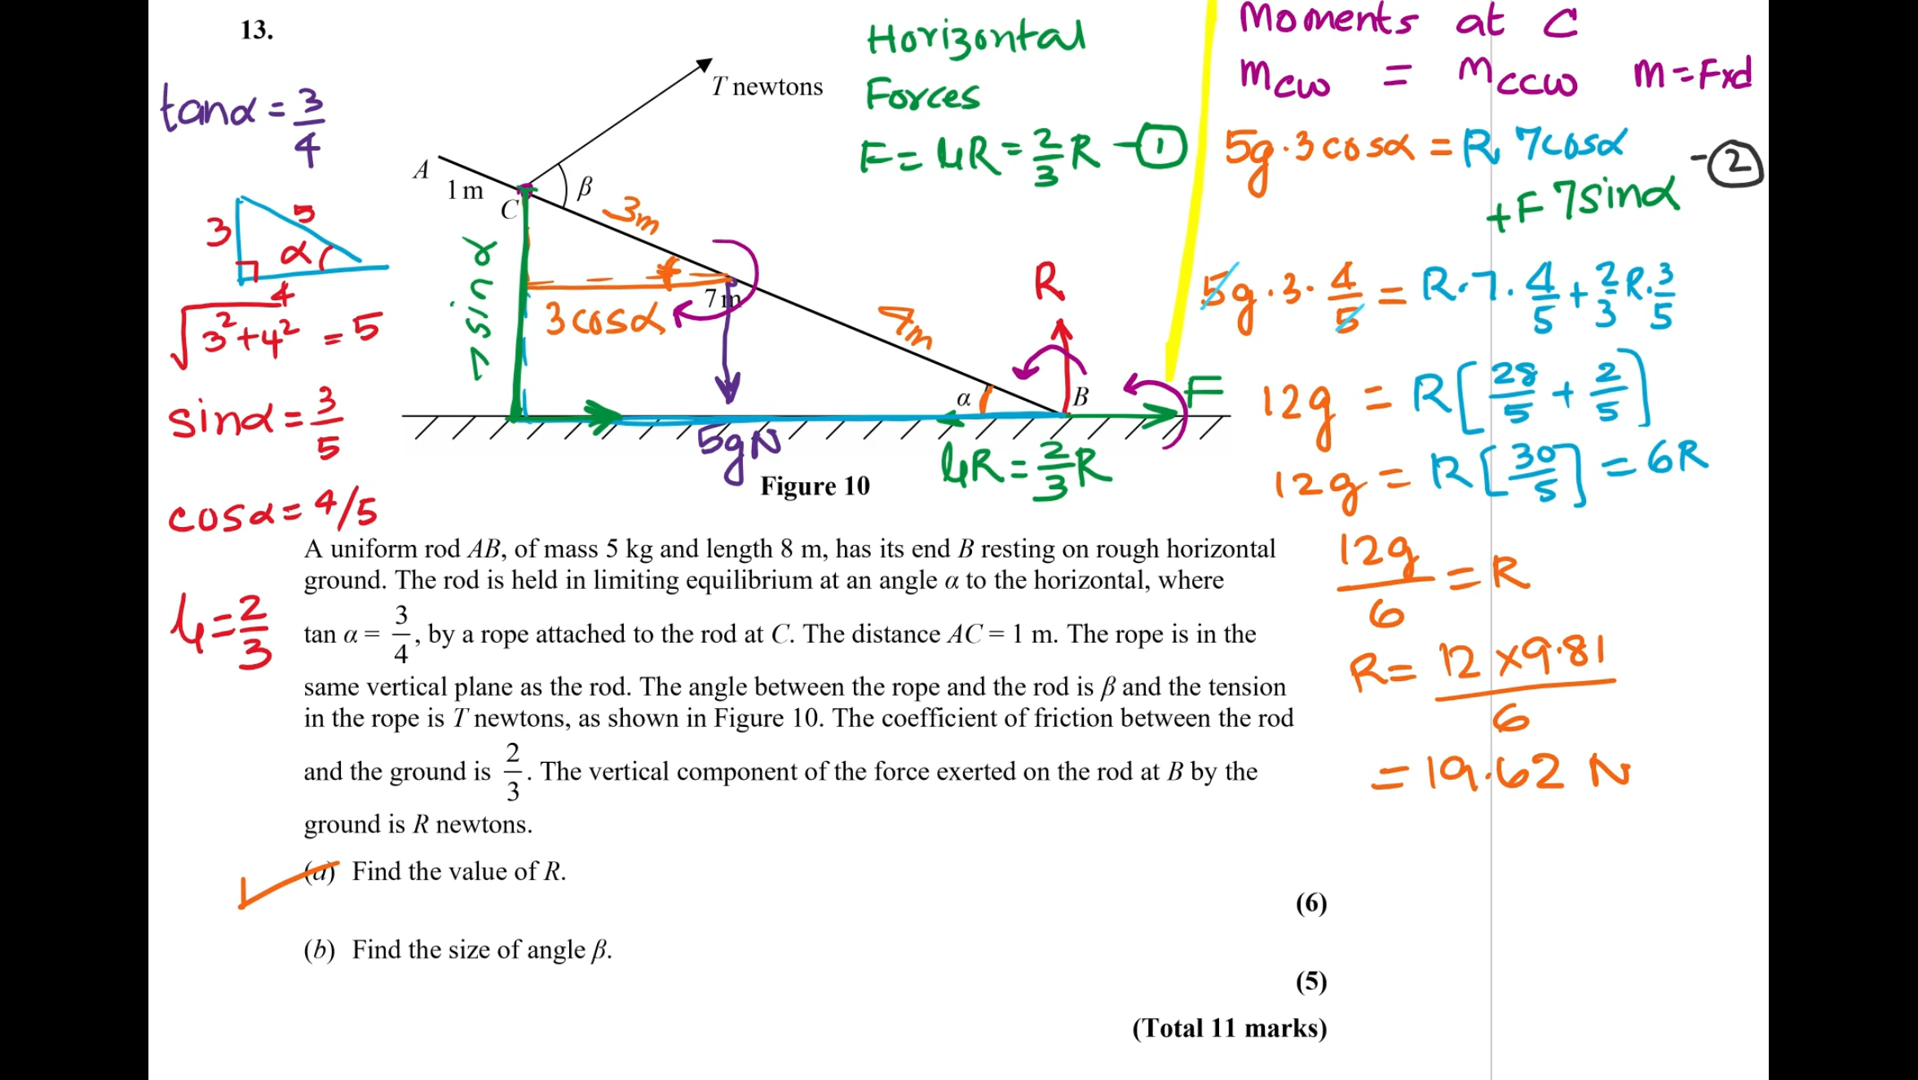 13.
tanα = 3/4
3 5 α 4
√3²+4² = 5
sinα = 3/5
cosα = 4/5
μ = 2/3
T newtons
A
1 m
C
β
3m
7sinα
3cosα
7 m
4m
R
α
B
F
5gN
μR = 2/3 R
Figure 10
Horizontal
Forces
F = μR = 2/3 R - ①
Moments at C
Mcw = Mccw M = Fxd
5g·3cosα = R. 7cosα
+F 7sinα - ②
5g·3·4/5 = R·7·4/5 + 2/3 R·3/5
12g = R[28/5 + 2/5]
12g = R[30/5] = 6R
12g/6 = R
R = 12×9.81/6
= 19.62 N
A uniform rod AB, of mass 5 kg and length 8 m, has its end B resting on rough horizontal
ground. The rod is held in limiting equilibrium at an angle α to the horizontal, where
tan α = 3/4, by a rope attached to the rod at C. The distance AC = 1 m. The rope is in the
same vertical plane as the rod. The angle between the rope and the rod is β and the tension
in the rope is T newtons, as shown in Figure 10. The coefficient of friction between the rod
and the ground is 2/3. The vertical component of the force exerted on the rod at B by the
ground is R newtons.
(a) Find the value of R.
(6)
(b) Find the size of angle β.
(5)
(Total 11 marks)